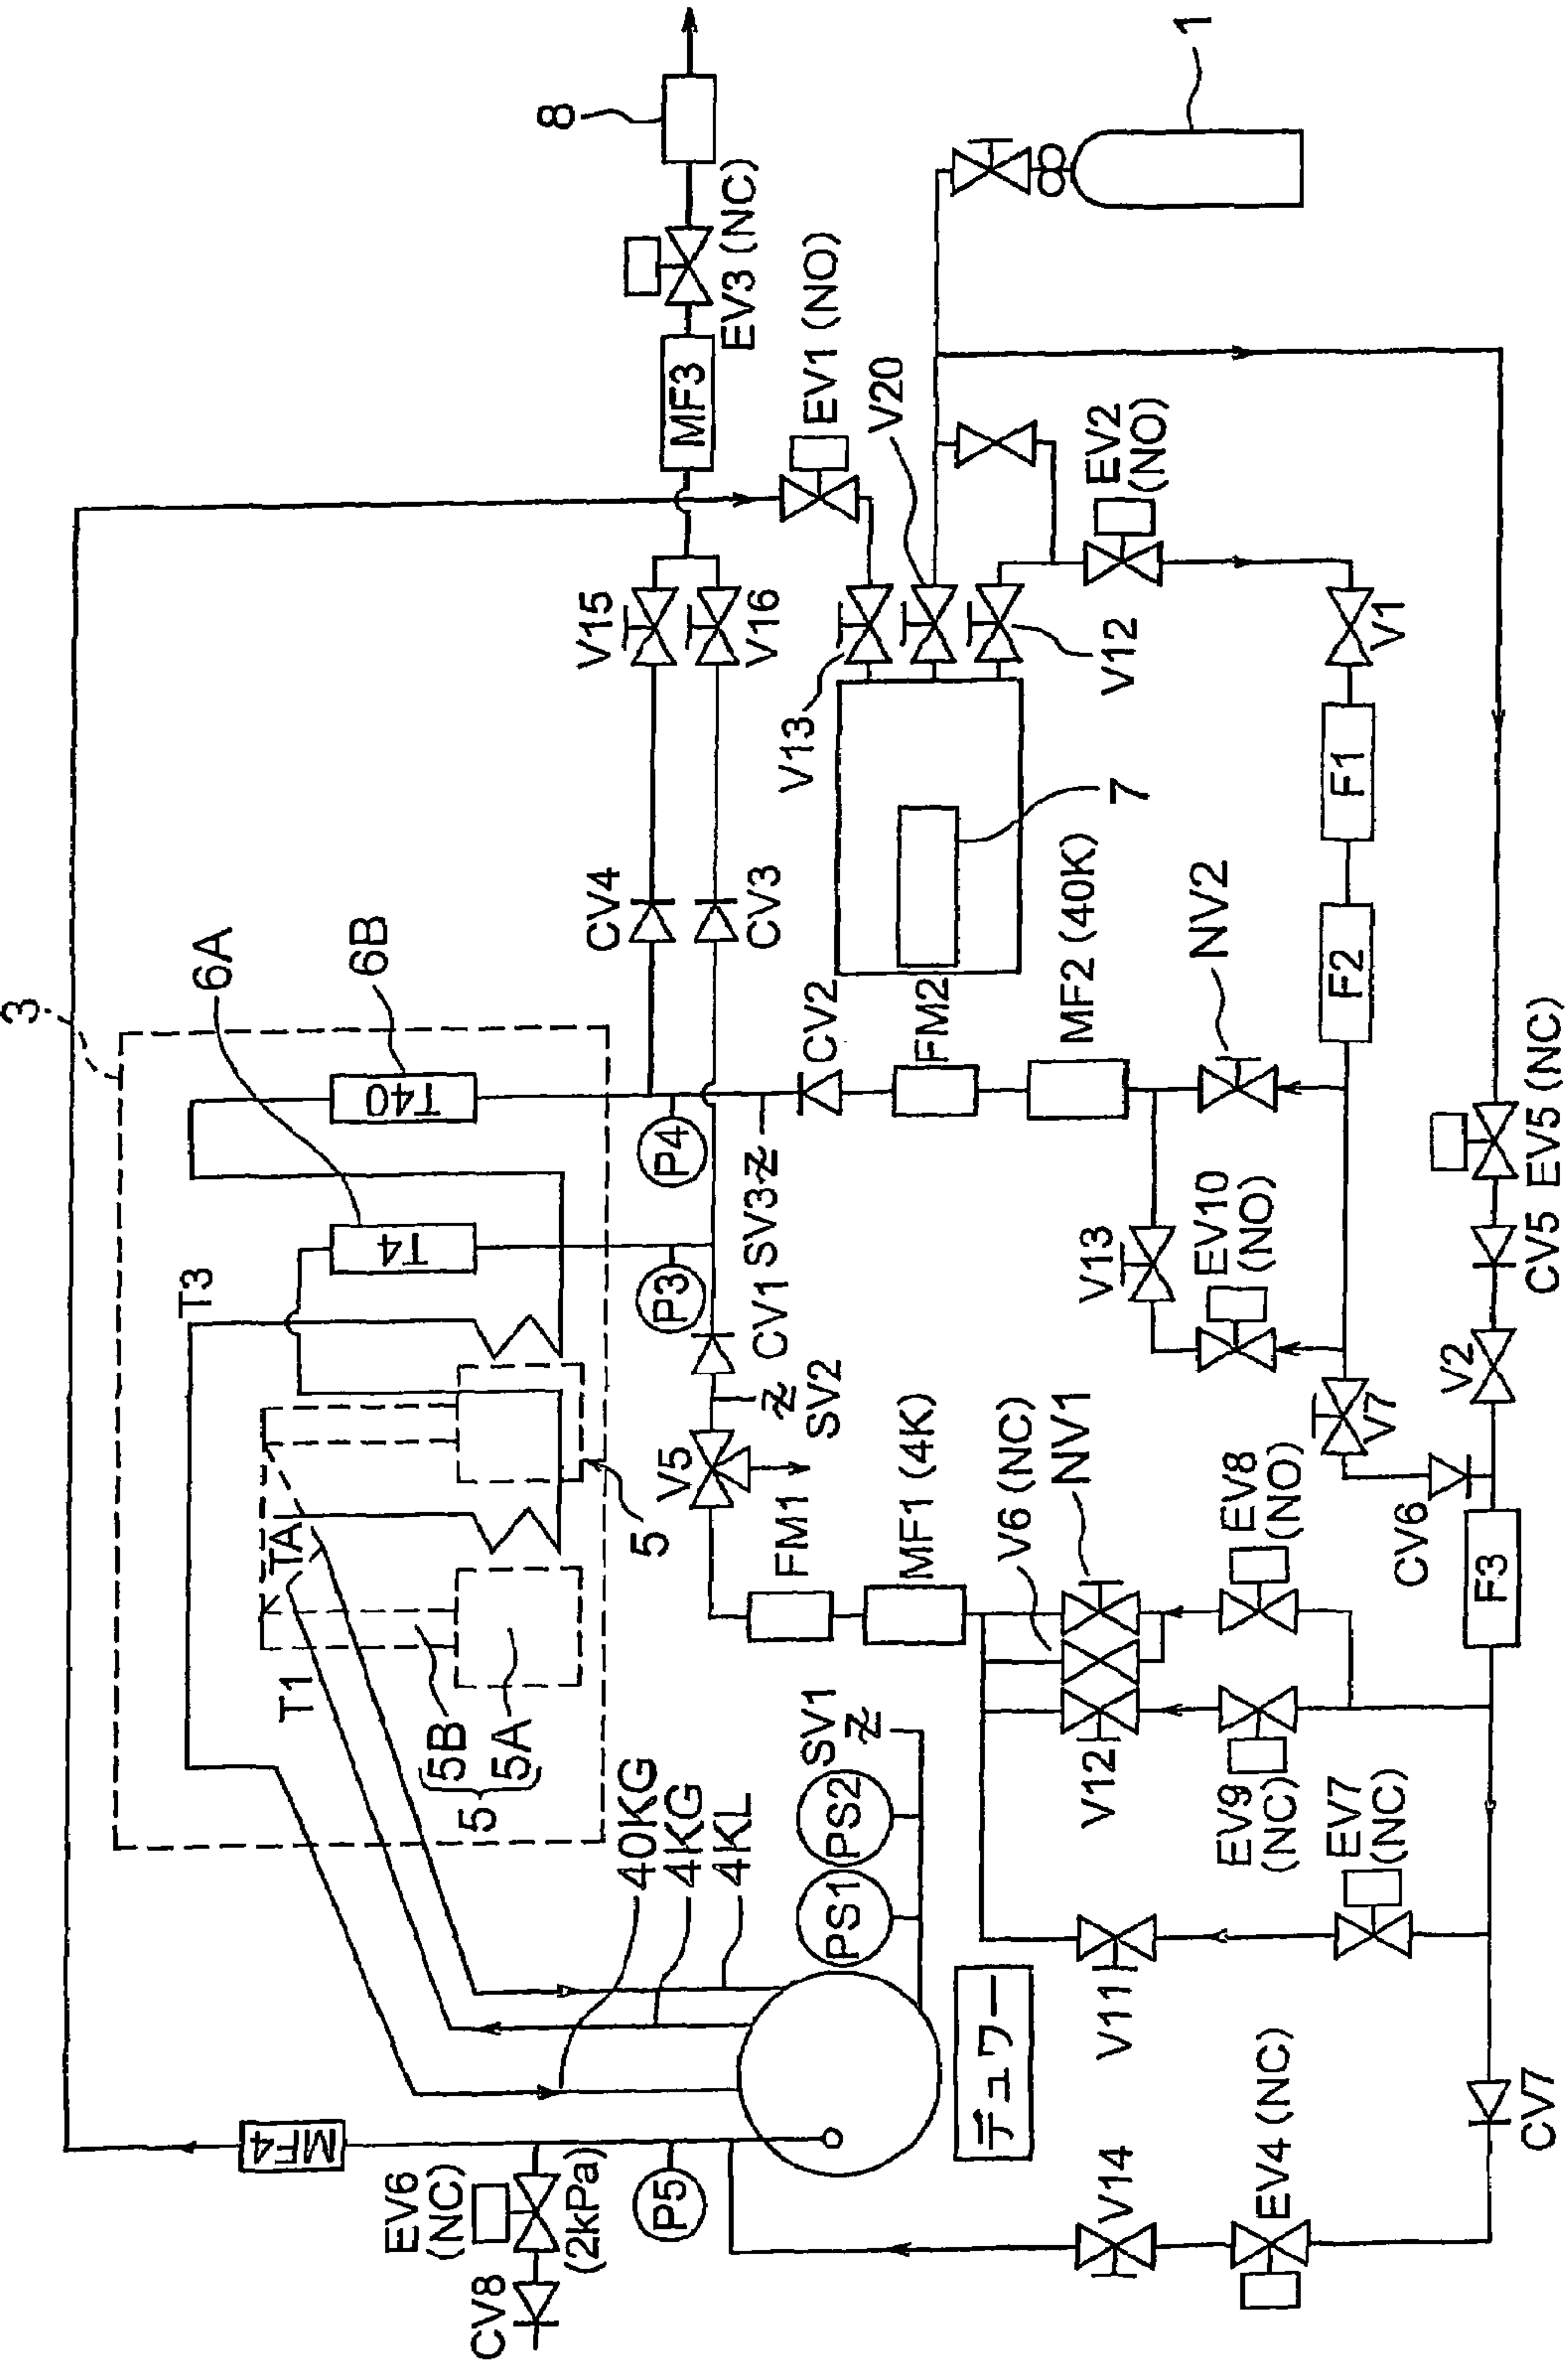 3
8
1
EV3 (NC)
MF3
EV1 (NO)
V20
EV2
(NO)
V15
V16
V13
V12
V1
7
F1
F2
CV4
CV3
6A
6B
T40
T4
T3
P4
P3
SV3
CV2
FM2
MF2 (40K)
NV2
V13
EV10
(NO)
CV5
EV5 (NC)
V2
V7
CV6
F3
CV1
SV2
V5
FM1
MF1 (4K)
V6 (NC)
NV1
EV8
(NO)
TA
T1
5
5B
5A
5
40KG
4KG
4KL
SV1
PS2
PS1
V12
EV9
(NC)
EV7
(NC)
V11
デュワー
MF4
EV6
(NC)
(2kPa)
CV8
P5
V14
EV4 (NC)
CV7